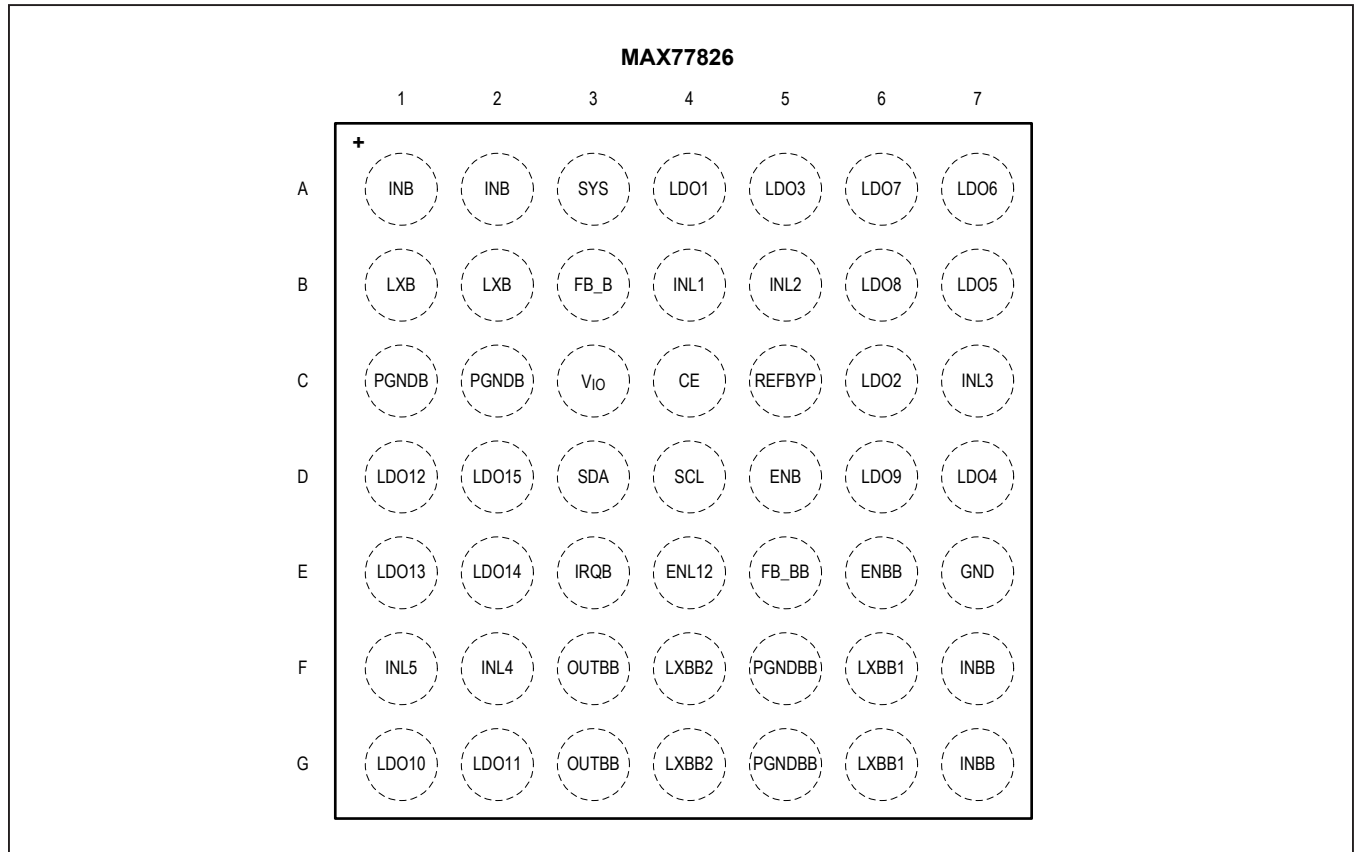 MAX77826
1 2 3 4 5 6 7
+
A INB INB SYS LDO1 LDO3 LDO7 LDO6
B LXB LXB FB_B INL1 INL2 LDO8 LDO5
C PGNDB PGNDB VIO CE REFBYP LDO2 INL3
D LDO12 LDO15 SDA SCL ENB LDO9 LDO4
E LDO13 LDO14 IRQB ENL12 FB_BB ENBB GND
F INL5 INL4 OUTBB LXBB2 PGNDBB LXBB1 INBB
G LDO10 LDO11 OUTBB LXBB2 PGNDBB LXBB1 INBB